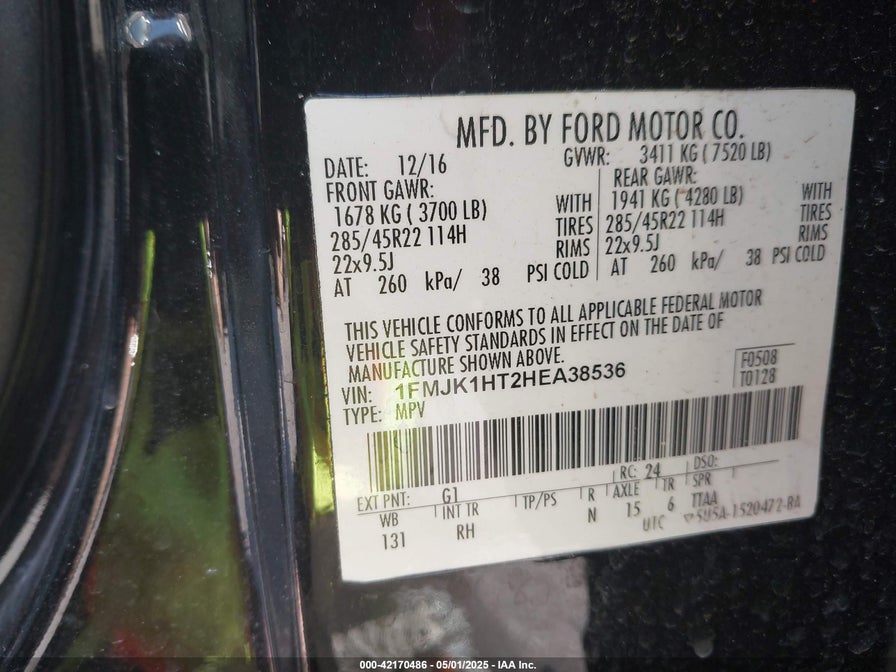 MFD. BY FORD MOTOR CO.
DATE: 12/16 GVWR: 3411 KG ( 7520 LB)
FRONT GAWR: REAR GAWR:
1678 KG ( 3700 LB) WITH 1941 KG ( 4280 LB) WITH
285/45R22 114H TIRES 285/45R22 114H TIRES
22x9.5J RIMS 22x9.5J RIMS
AT 260 kPa/ 38 PSI COLD AT 260 kPa/ 38 PSI COLD
THIS VEHICLE CONFORMS TO ALL APPLICABLE FEDERAL MOTOR
VEHICLE SAFETY STANDARDS IN EFFECT ON THE DATE OF
MANUFACTURE SHOWN ABOVE.
VIN: 1FMJK1HT2HEA38536 F0508
TYPE: MPV T0128
EXT PNT: G1 RC: 24 DSO:
WB INT TR TP/PS R AXLE TR SPR
131 RH N 15 6 TTAA
UTC 5U5A-1520472-BA
000-42170486 - 05/01/2025 - IAA Inc.